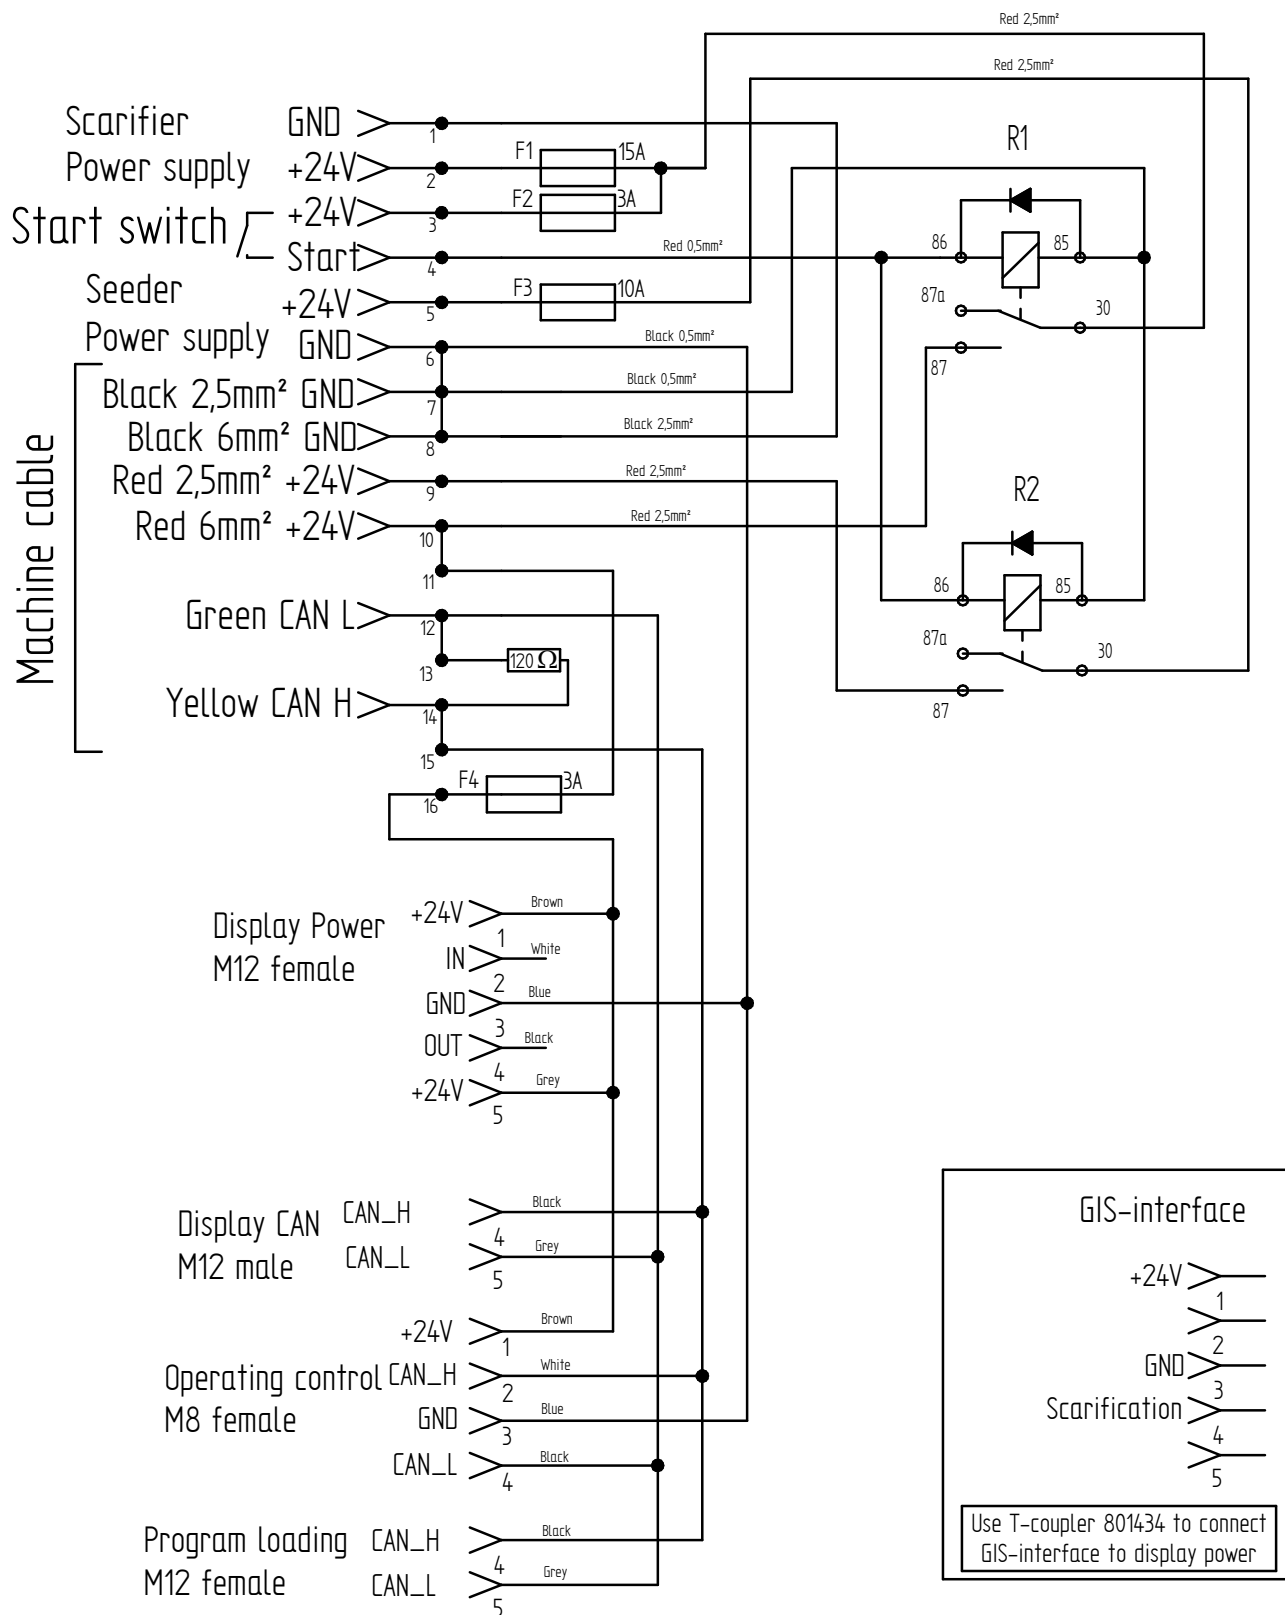 Red 2,5mm²
Red 2,5mm²
Scarifier
Power supply
GND
1
+24V
2
F1
15A
R1
Start switch
+24V
3
F2
3A
Start
4
Red 0,5mm²
86
85
Seeder
Power supply
+24V
5
F3
10A
87a
30
GND
6
Black 0,5mm²
87
Machine cable
Black 2,5mm² GND
7
Black 0,5mm²
Black 6mm² GND
8
Black 2,5mm²
Red 2,5mm² +24V
9
Red 2,5mm²
R2
Red 6mm² +24V
10
Red 2,5mm²
11
86
85
Green CAN L
12
13
120 Ω
87a
30
Yellow CAN H
14
87
15
16
F4
3A
Display Power
M12 female
+24V
Brown
1
IN
White
2
GND
Blue
3
OUT
Black
4
+24V
Grey
5
Display CAN
M12 male
CAN_H
Black
4
CAN_L
Grey
5
Operating control
M8 female
+24V
Brown
1
CAN_H
White
2
GND
Blue
3
CAN_L
Black
4
Program loading
M12 female
CAN_H
Black
4
CAN_L
Grey
5
GIS-interface
+24V
1
2
GND
3
Scarification
4
5
Use T-coupler 801434 to connect
GIS-interface to display power